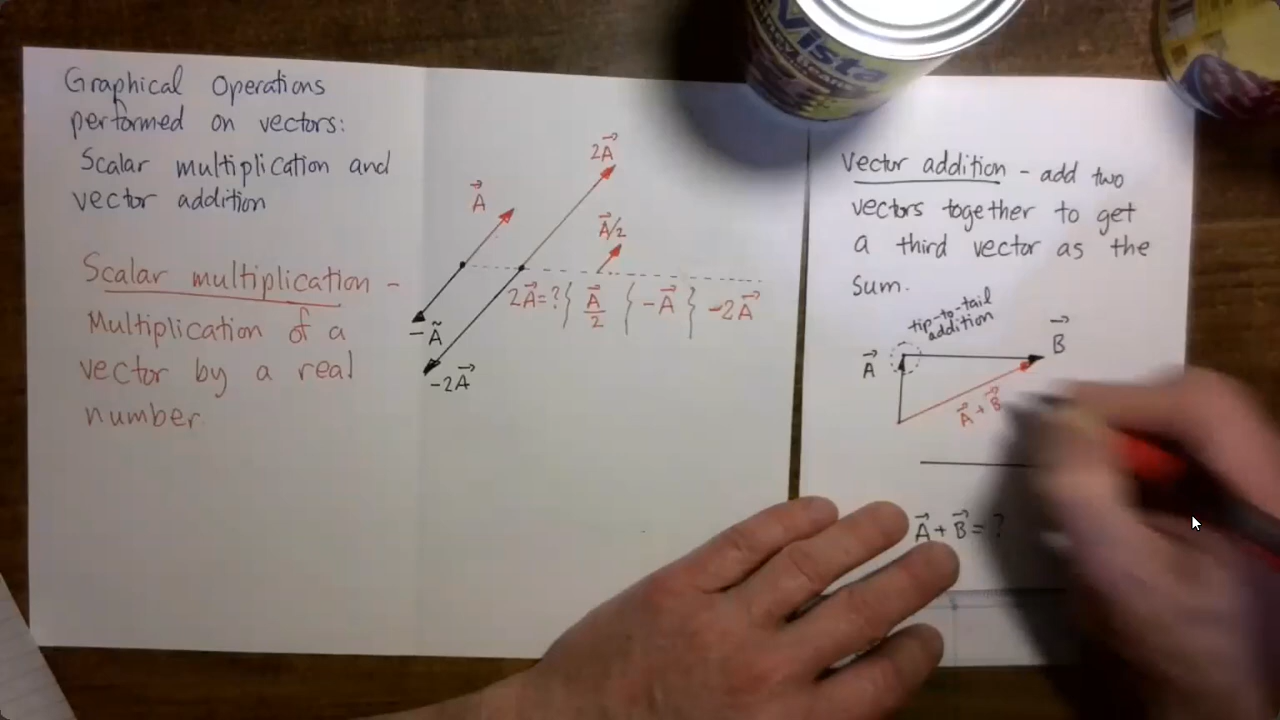 Graphical Operations
performed on vectors:
Scalar multiplication and
vector addition
Scalar multiplication -
Multiplication of a
vector by a real
number
2A⃗
A⃗
A⃗/2
2A⃗=? } A⃗/2 { -A⃗ } -2A⃗
-Ã
-2A⃗
Vista
Vector addition - add two
vectors together to get
a third vector as the
sum.
tip-to-tail
addition
A⃗
B⃗
A⃗ + B⃗
A⃗ + B⃗ = ?